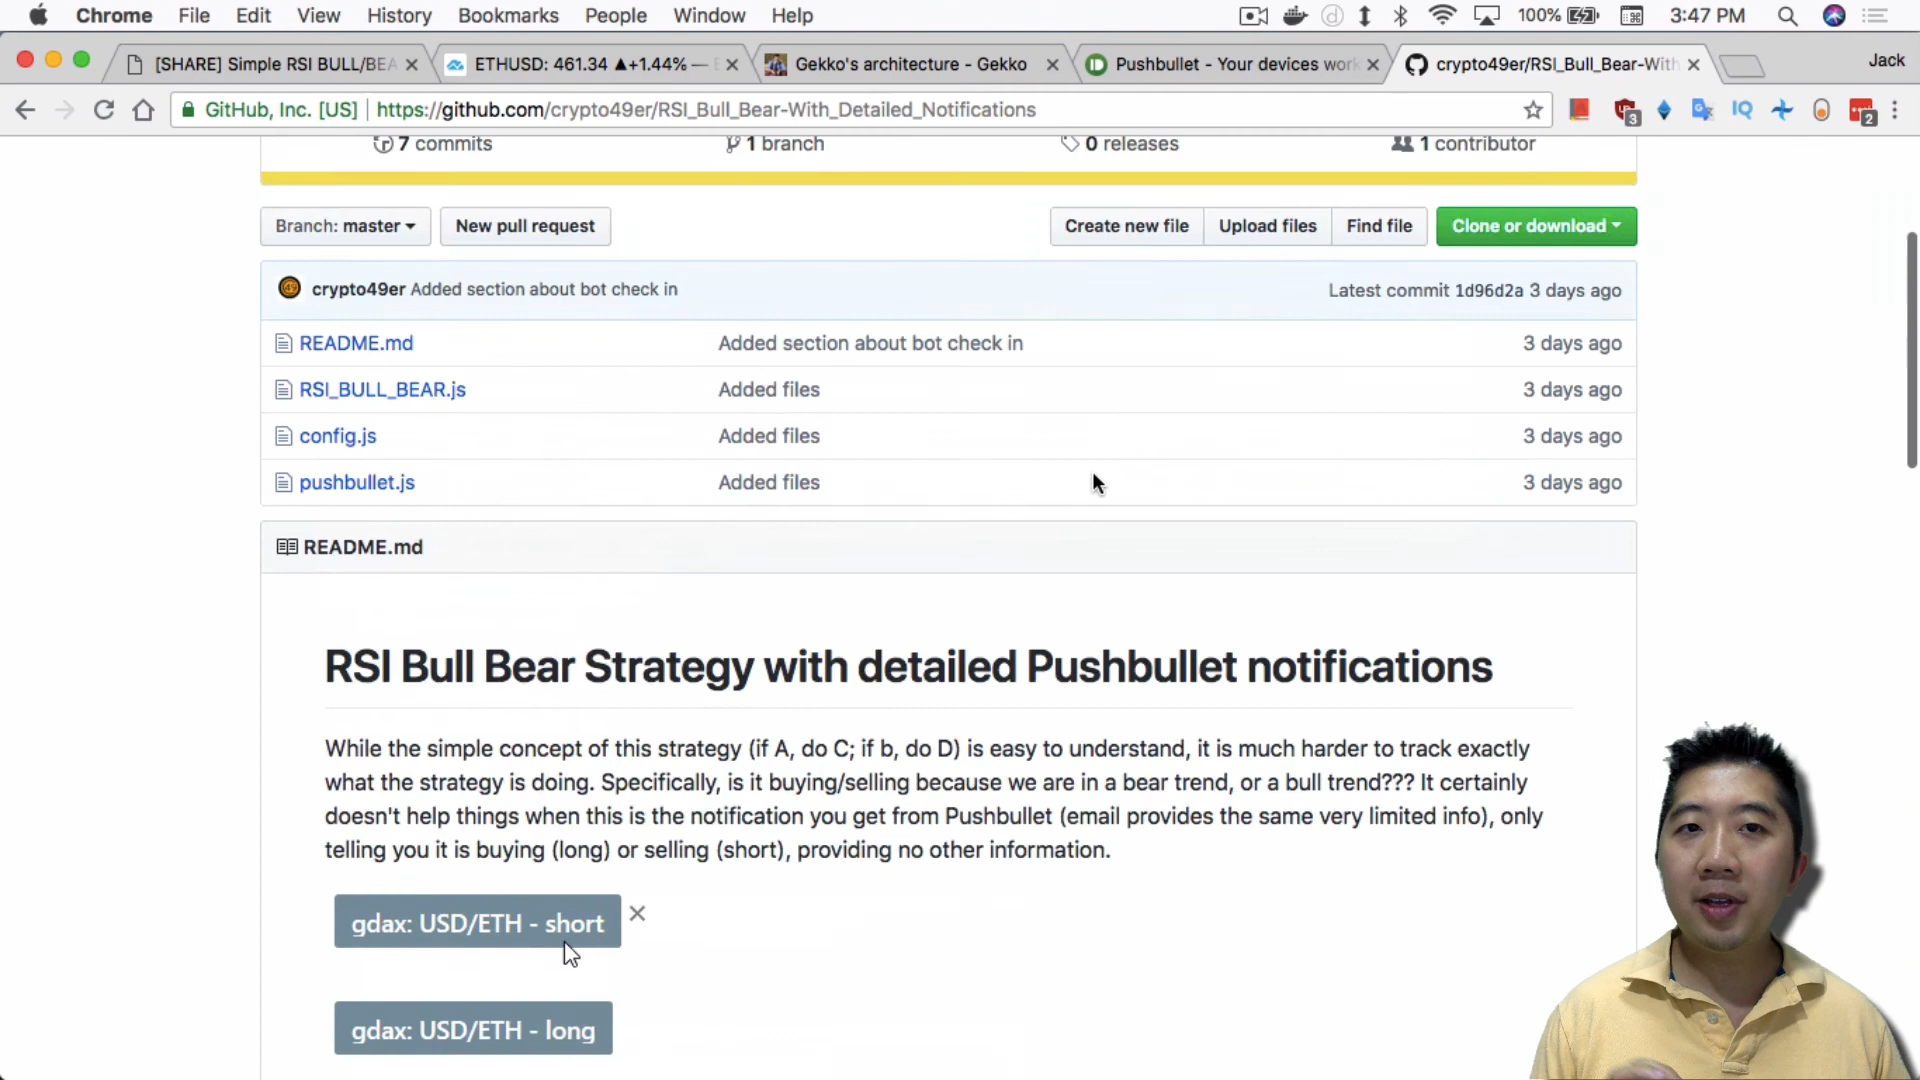 Chrome File Edit View History Bookmarks People Window Help 100% 3:47 PM
[SHARE] Simple RSI BULL/BEA
ETHUSD: 461.34 ▲+1.44% —
Gekko's architecture - Gekko
Pushbullet - Your devices work
crypto49er/RSI_Bull_Bear-With
Jack
GitHub, Inc. [US] | https://github.com/crypto49er/RSI_Bull_Bear-With_Detailed_Notifications
3
IQ
2
7 commits 1 branch 0 releases 1 contributor
Branch: master New pull request Create new file Upload files Find file Clone or download
crypto49er Added section about bot check in Latest commit 1d96d2a 3 days ago
README.md Added section about bot check in 3 days ago
RSI_BULL_BEAR.js Added files 3 days ago
config.js Added files 3 days ago
pushbullet.js Added files 3 days ago
README.md
RSI Bull Bear Strategy with detailed Pushbullet notifications
While the simple concept of this strategy (if A, do C; if b, do D) is easy to understand, it is much harder to track exactly
what the strategy is doing. Specifically, is it buying/selling because we are in a bear trend, or a bull trend??? It certainly
doesn't help things when this is the notification you get from Pushbullet (email provides the same very limited info), only
telling you it is buying (long) or selling (short), providing no other information.
gdax: USD/ETH - short
gdax: USD/ETH - long